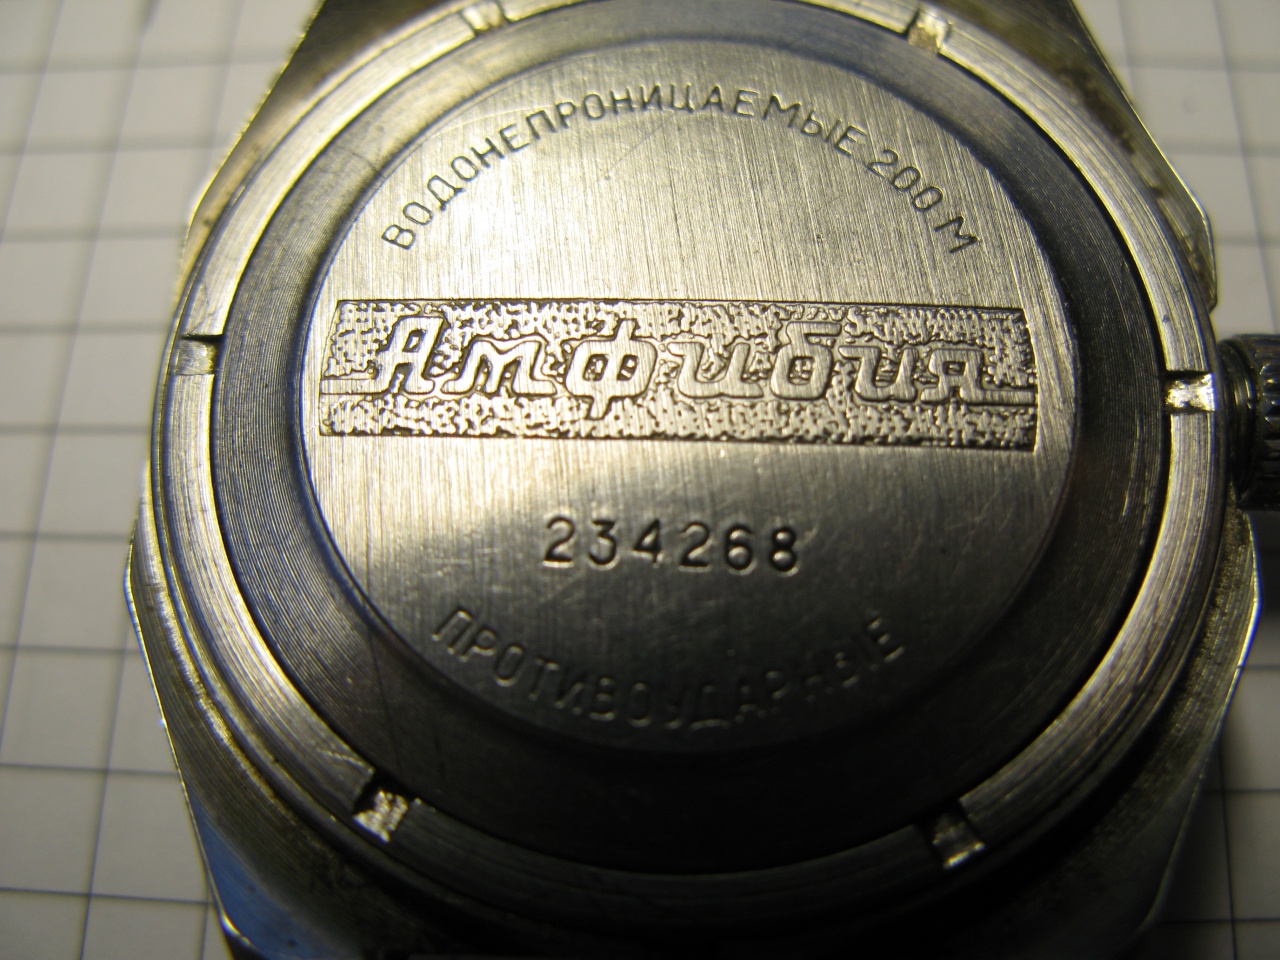 ВОДОНЕПРОНИЦАЕМЫЕ 200 М
Амфибия
234268
ПРОТИВОУДАРНЫЕ